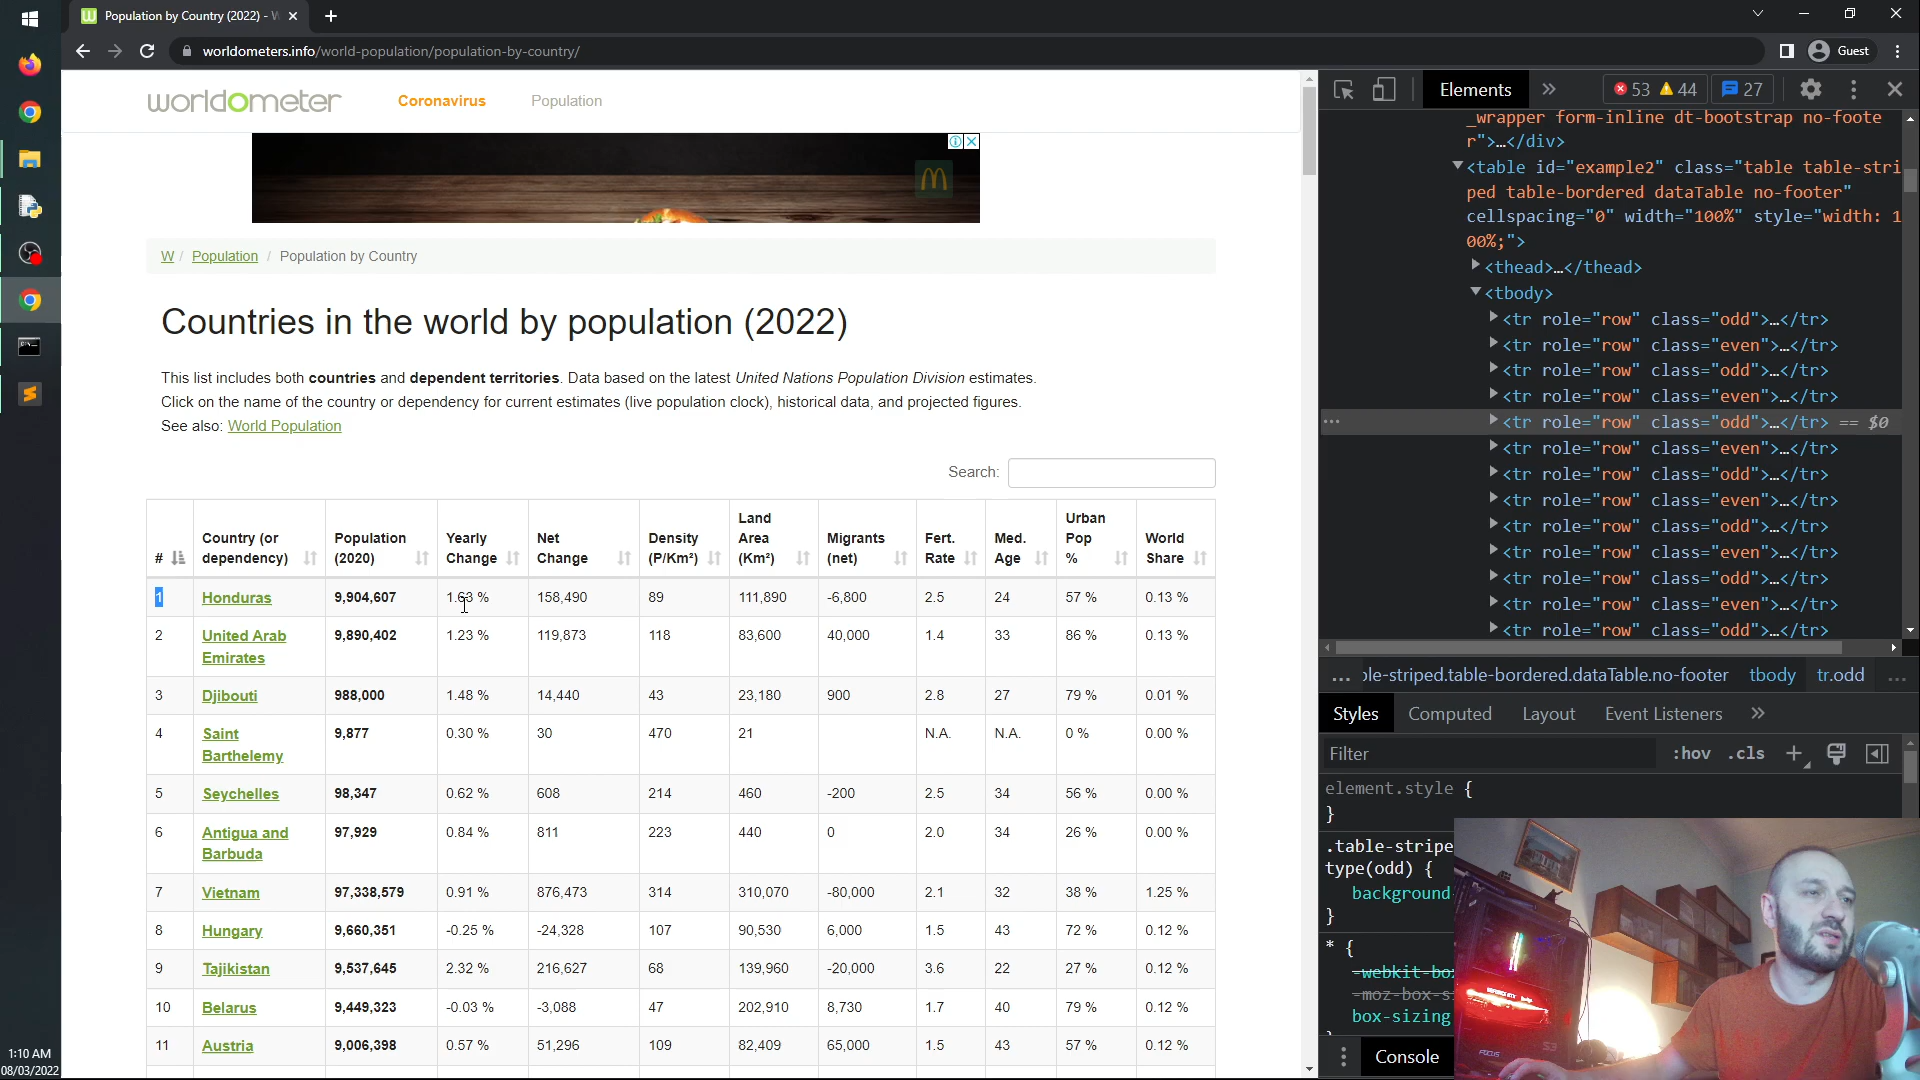 Population by Country (2022) - W
worldometers.info/world-population/population-by-country/
Guest
worldometer
Coronavirus
Population
W / Population / Population by Country
Countries in the world by population (2022)
This list includes both countries and dependent territories. Data based on the latest United Nations Population Division estimates.
Click on the name of the country or dependency for current estimates (live population clock), historical data, and projected figures.
See also: World Population
Search:
# Country (or dependency) Population (2020) Yearly Change Net Change Density (P/Km²) Land Area (Km²) Migrants (net) Fert. Rate Med. Age Urban Pop % World Share
1 Honduras 9,904,607 1.63 % 158,490 89 111,890 -6,800 2.5 24 57 % 0.13 %
2 United Arab Emirates 9,890,402 1.23 % 119,873 118 83,600 40,000 1.4 33 86 % 0.13 %
3 Djibouti 988,000 1.48 % 14,440 43 23,180 900 2.8 27 79 % 0.01 %
4 Saint Barthelemy 9,877 0.30 % 30 470 21 N.A. N.A. 0 % 0.00 %
5 Seychelles 98,347 0.62 % 608 214 460 -200 2.5 34 56 % 0.00 %
6 Antigua and Barbuda 97,929 0.84 % 811 223 440 0 2.0 34 26 % 0.00 %
7 Vietnam 97,338,579 0.91 % 876,473 314 310,070 -80,000 2.1 32 38 % 1.25 %
8 Hungary 9,660,351 -0.25 % -24,328 107 90,530 6,000 1.5 43 72 % 0.12 %
9 Tajikistan 9,537,645 2.32 % 216,627 68 139,960 -20,000 3.6 22 27 % 0.12 %
10 Belarus 9,449,323 -0.03 % -3,088 47 202,910 8,730 1.7 40 79 % 0.12 %
11 Austria 9,006,398 0.57 % 51,296 109 82,409 65,000 1.5 43 57 % 0.12 %
Elements » 53 44 27
_wrapper form-inline dt-bootstrap no-foote
r">…</div>
<table id="example2" class="table table-stri
ped table-bordered dataTable no-footer"
cellspacing="0" width="100%" style="width: 1
00%;">
<thead>…</thead>
<tbody>
<tr role="row" class="odd">…</tr>
<tr role="row" class="even">…</tr>
<tr role="row" class="odd">…</tr>
<tr role="row" class="even">…</tr>
… <tr role="row" class="odd">…</tr> == $0
<tr role="row" class="even">…</tr>
<tr role="row" class="odd">…</tr>
<tr role="row" class="even">…</tr>
<tr role="row" class="odd">…</tr>
<tr role="row" class="even">…</tr>
<tr role="row" class="odd">…</tr>
<tr role="row" class="even">…</tr>
<tr role="row" class="odd">…</tr>
… ble-striped.table-bordered.dataTable.no-footer tbody tr.odd …
Styles Computed Layout Event Listeners »
Filter :hov .cls +
element.style {
}
.table-stripe
type(odd) {
background
}
* {
-webkit-bo
-moz-box-s
box-sizing
Console
1:10 AM
08/03/2022